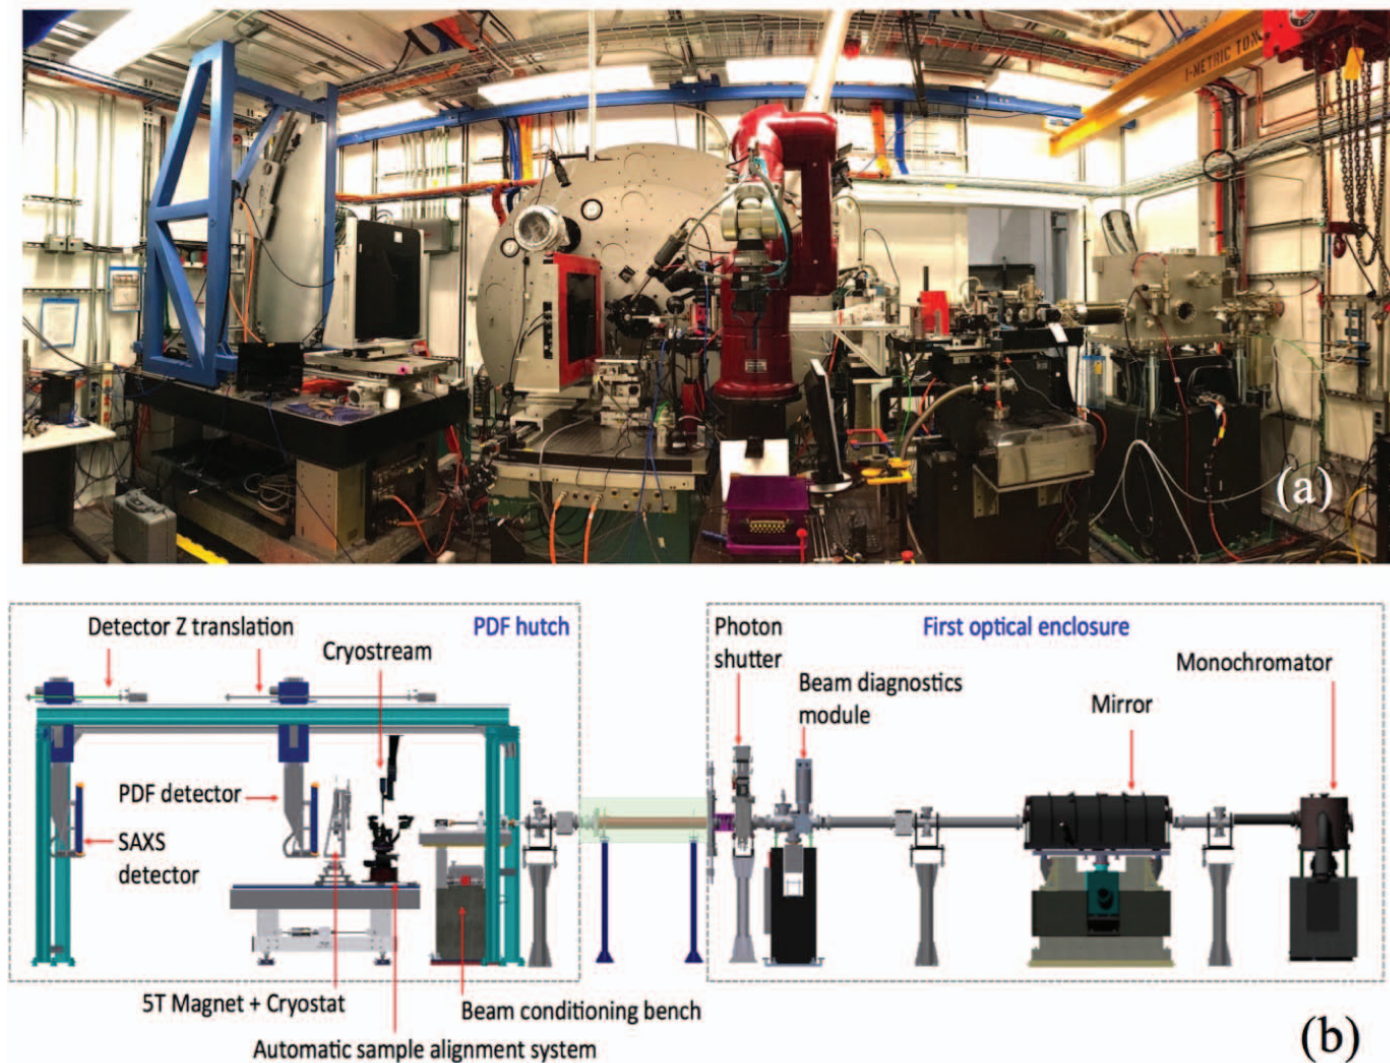 1-METRIC TON
(a)
Detector Z translation
PDF hutch
Cryostream
PDF detector
SAXS
detector
5T Magnet + Cryostat
Beam conditioning bench
Automatic sample alignment system
First optical enclosure
Photon
shutter
Beam diagnostics
module
Mirror
Monochromator
(b)